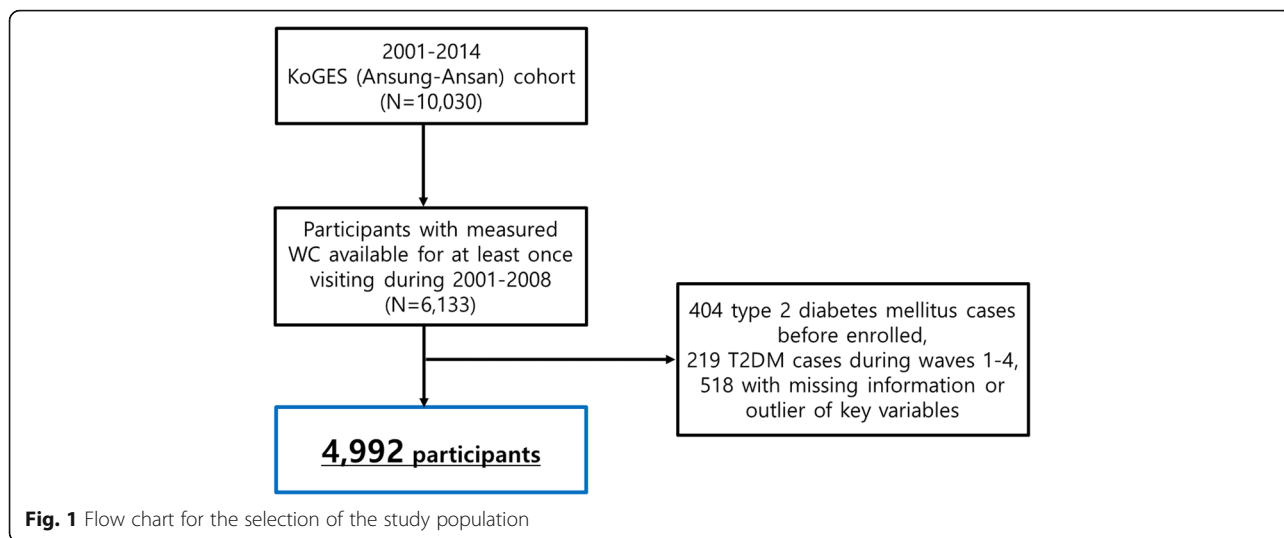 2001-2014
KoGES (Ansung-Ansan) cohort
(N=10,030)
Participants with measured
WC available for at least once
visiting during 2001-2008
(N=6,133)
404 type 2 diabetes mellitus cases
before enrolled,
219 T2DM cases during waves 1-4,
518 with missing information or
outlier of key variables
4,992 participants
Fig. 1 Flow chart for the selection of the study population